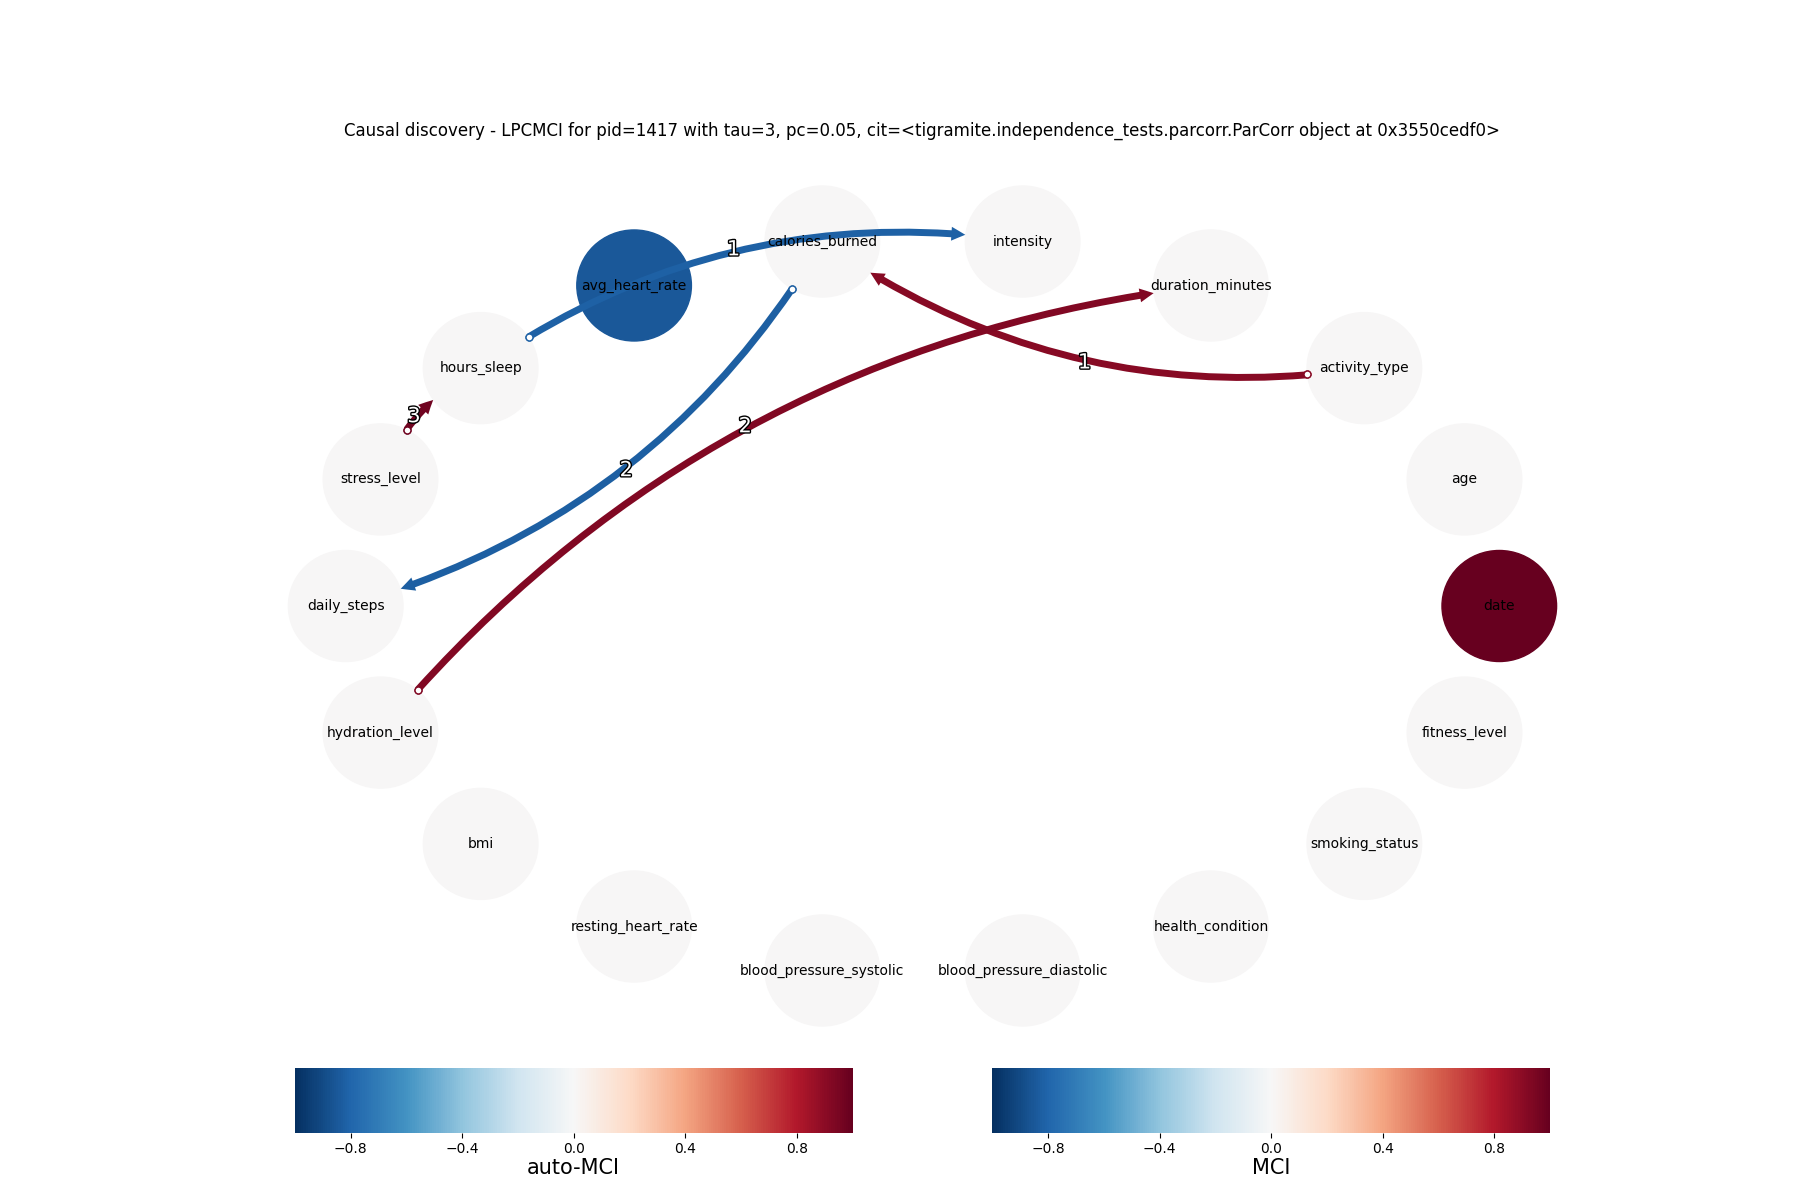 Causal discovery - LPCMCI for pid=1417 with tau=3, pc=0.05, cit=<tigramite.independence_tests.parcorr.ParCorr object at 0x3550cedf0>
calories_burned
intensity
1
avg_heart_rate
duration_minutes
hours_sleep
1
activity_type
3
2
stress_level
2
age
daily_steps
date
hydration_level
fitness_level
bmi
smoking_status
resting_heart_rate
health_condition
blood_pressure_systolic
blood_pressure_diastolic
−0.8 −0.4 0.0 0.4 0.8
auto-MCI
−0.8 −0.4 0.0 0.4 0.8
MCI